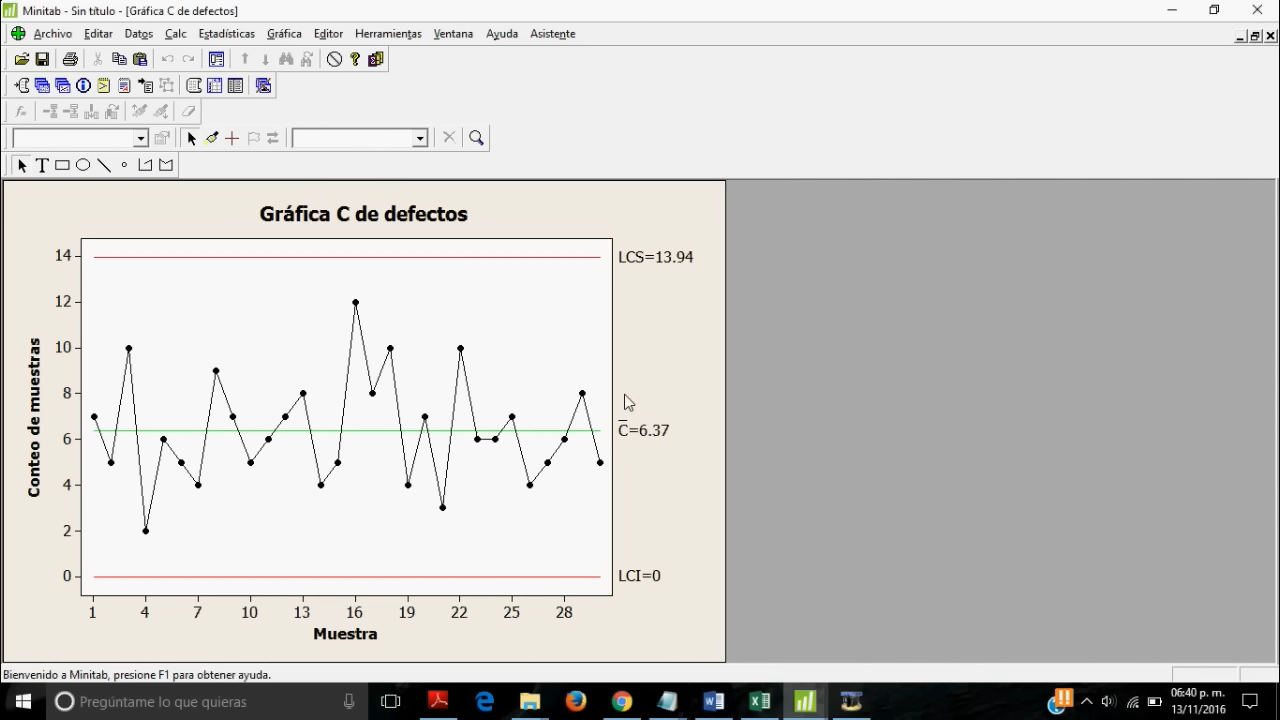 Minitab - Sin título - [Gráfica C de defectos]
Archivo Editar Datos Calc Estadísticas Gráfica Editor Herramientas Ventana Ayuda Asistente
Gráfica C de defectos
14
12
10
8
6
4
2
0
Conteo de muestras
LCS=13.94
C̅=6.37
LCI=0
1 4 7 10 13 16 19 22 25 28
Muestra
Bienvenido a Minitab, presione F1 para obtener ayuda.
Pregúntame lo que quieras
06:40 p. m.
13/11/2016